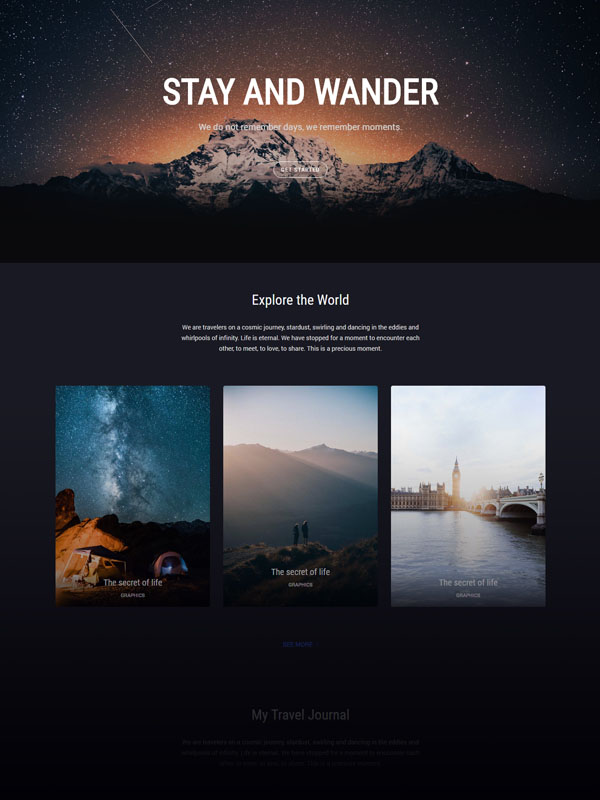 STAY AND WANDER
We do not remember days, we remember moments.
GET STARTED
Explore the World
We are travelers on a cosmic journey, stardust, swirling and dancing in the eddies and
whirlpools of infinity. Life is eternal. We have stopped for a moment to encounter each
other, to meet, to love, to share. This is a precious moment.
The secret of life
GRAPHICS
The secret of life
GRAPHICS
The secret of life
GRAPHICS
SEE MORE
My Travel Journal
We are travelers on a cosmic journey, stardust, swirling and dancing in the eddies and
whirlpools of infinity. Life is eternal. We have stopped for a moment to encounter each
other, to meet, to love, to share. This is a precious moment.